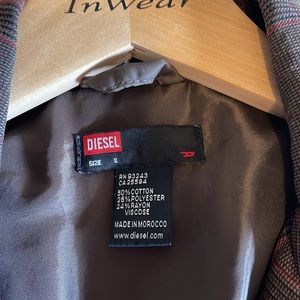 InWear
DIESEL
SIZE S
RN 93243
CA 25594
50% COTTON
26% POLYESTER
24% RAYON
VISCOSE
MADE IN MOROCCO
www.diesel.com